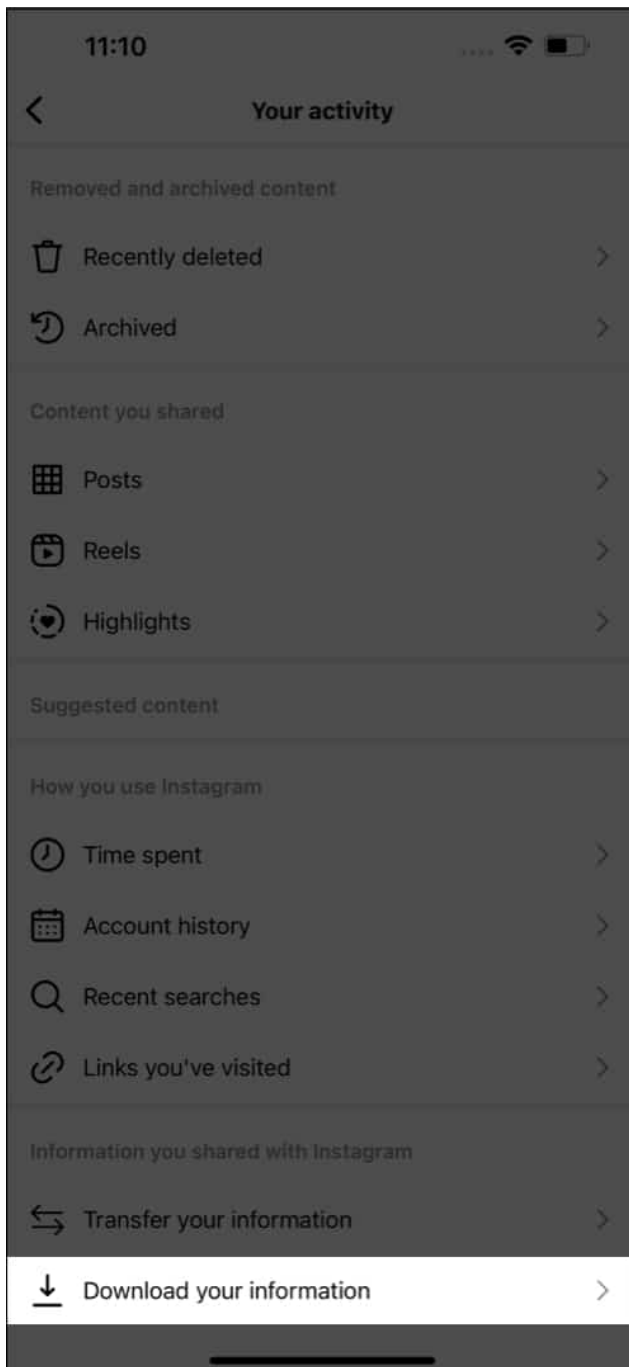 11:10
Your activity
Removed and archived content
Recently deleted
Archived
Content you shared
Posts
Reels
Highlights
Suggested content
How you use Instagram
Time spent
Account history
Recent searches
Links you've visited
Information you shared with Instagram
Transfer your information
Download your information